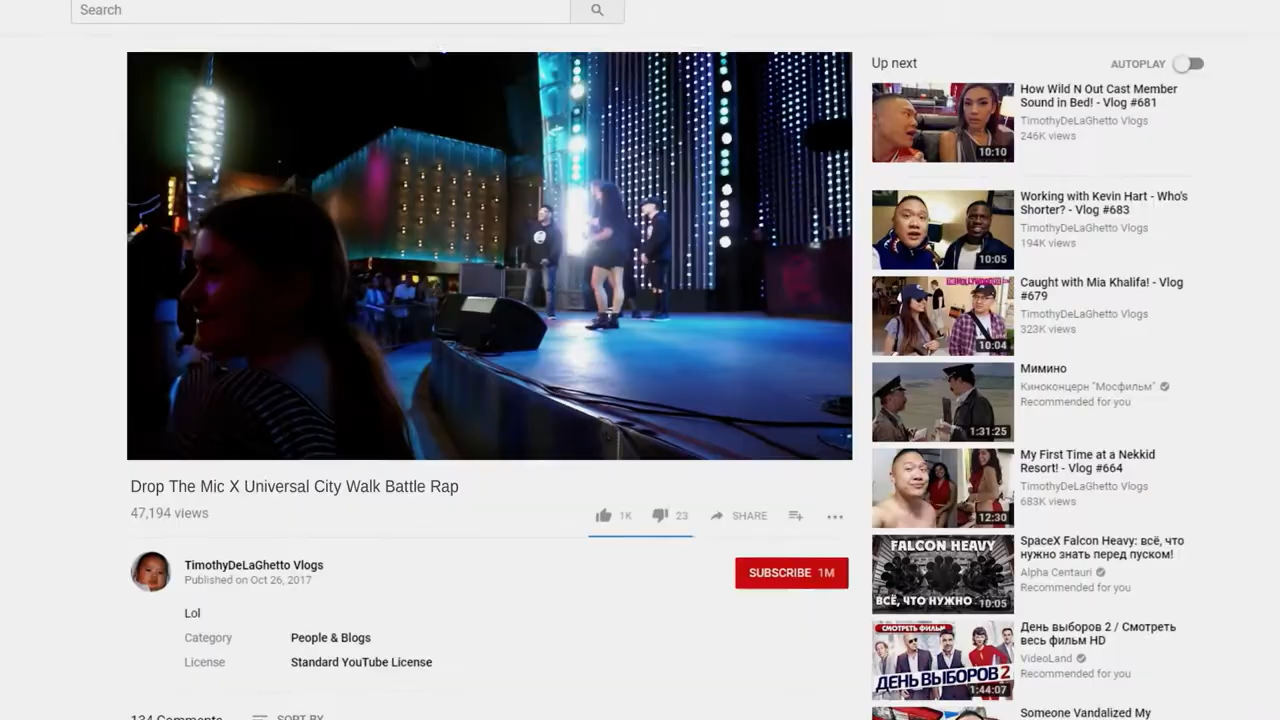 Search
Up next
AUTOPLAY
How Wild N Out Cast Member
Sound in Bed! - Vlog #681
TimothyDeLaGhetto Vlogs
246K views
10:10
Working with Kevin Hart - Who's
Shorter? - Vlog #683
TimothyDeLaGhetto Vlogs
194K views
10:05
Caught with Mia Khalifa! - Vlog
#679
TimothyDeLaGhetto Vlogs
323K views
10:04
Мимино
Киноконцерн "Мосфильм"
Recommended for you
1:31:25
My First Time at a Nekkid
Resort! - Vlog #664
TimothyDeLaGhetto Vlogs
683K views
12:30
FALCON HEAVY
ВСЁ, ЧТО НУЖНО
10:05
SpaceX Falcon Heavy: всё, что
нужно знать перед пуском!
Alpha Centauri
Recommended for you
СМОТРЕТЬ ФИЛЬМ
ДЕНЬ ВЫБОРОВ 2
1:44:07
День выборов 2 / Смотреть
весь фильм HD
VideoLand
Recommended for you
Someone Vandalized My
Drop The Mic X Universal City Walk Battle Rap
47,194 views
1K 23 SHARE
TimothyDeLaGhetto Vlogs
Published on Oct 26, 2017
SUBSCRIBE 1M
Lol
Category People & Blogs
License Standard YouTube License
134 Comments SORT BY